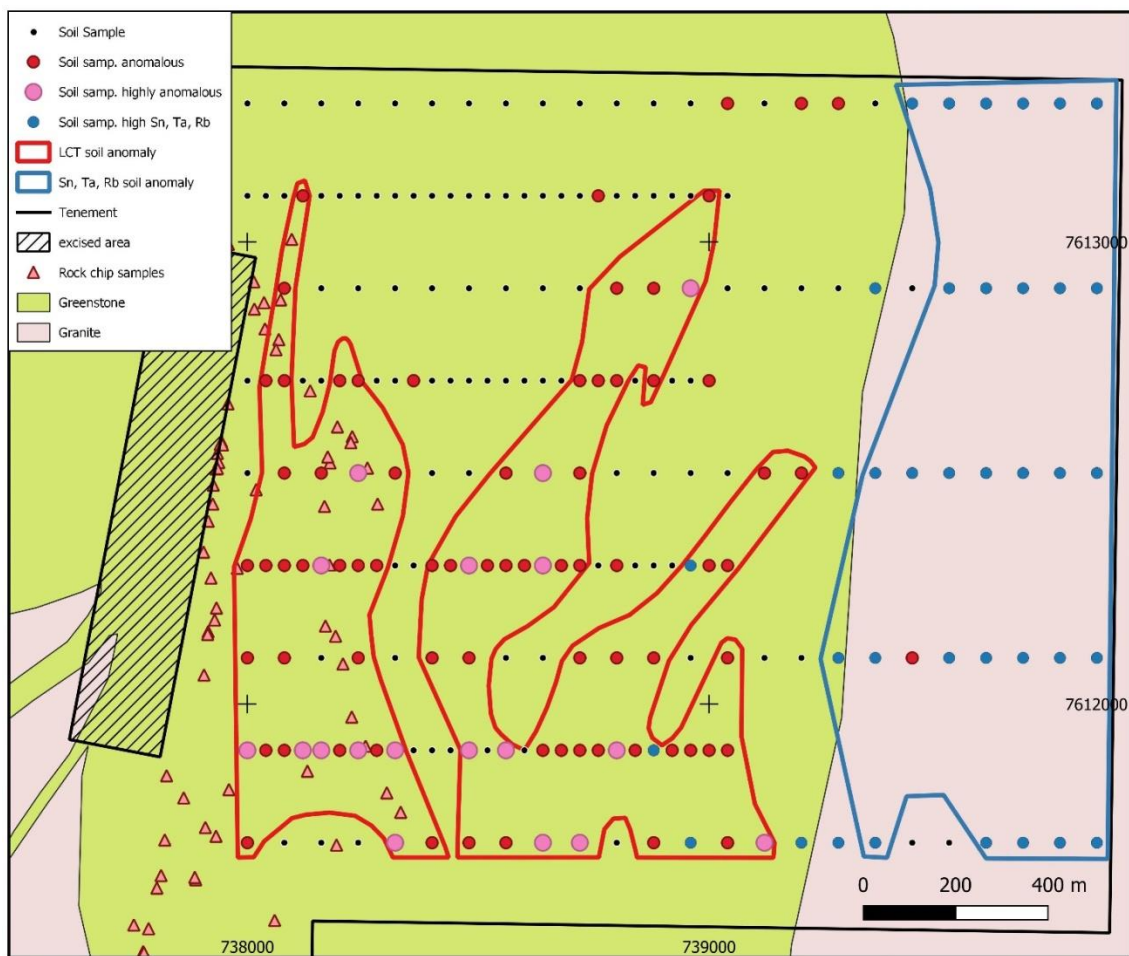 Soil Sample
Soil samp. anomalous
Soil samp. highly anomalous
Soil samp. high Sn, Ta, Rb
LCT soil anomaly
Sn, Ta, Rb soil anomaly
Tenement
excised area
Rock chip samples
Greenstone
Granite
7613000
7612000
0 200 400 m
738000 739000